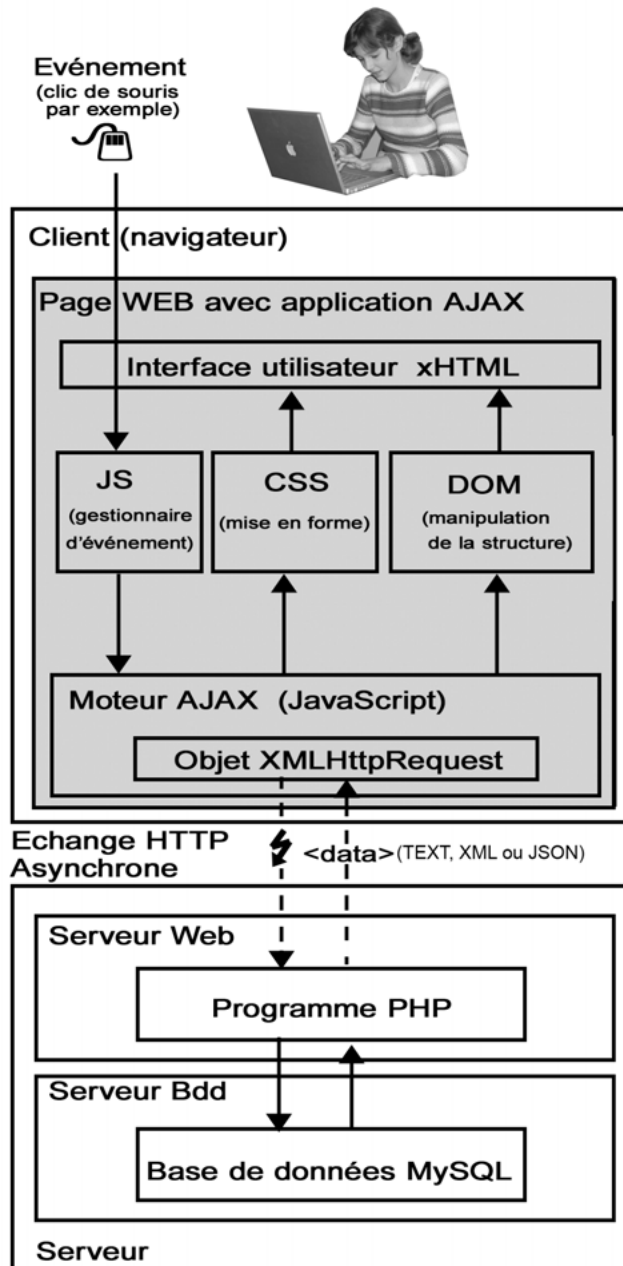 Evénement
(clic de souris
par exemple)
Client (navigateur)
Page WEB avec application AJAX
Interface utilisateur xHTML
JS
(gestionnaire
d'événement)
CSS
(mise en forme)
DOM
(manipulation
de la structure)
Moteur AJAX (JavaScript)
Objet XMLHttpRequest
Echange HTTP
Asynchrone
<data> (TEXT, XML ou JSON)
Serveur Web
Programme PHP
Serveur Bdd
Base de données MySQL
Serveur